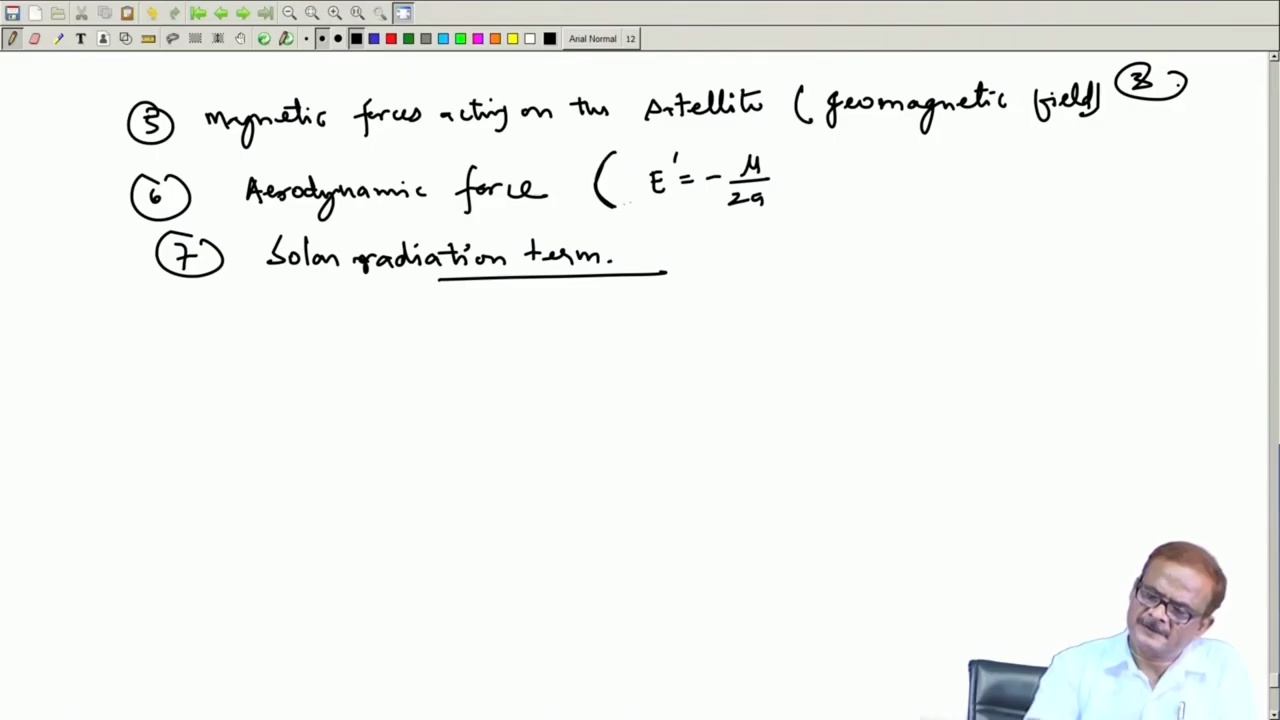 Arial Normal 12
⑤ Magnetic forces acting on the satellite (geomagnetic field) ③
⑥ Aerodynamic force ( E' = - μ/2a
⑦ Solar radiation term.